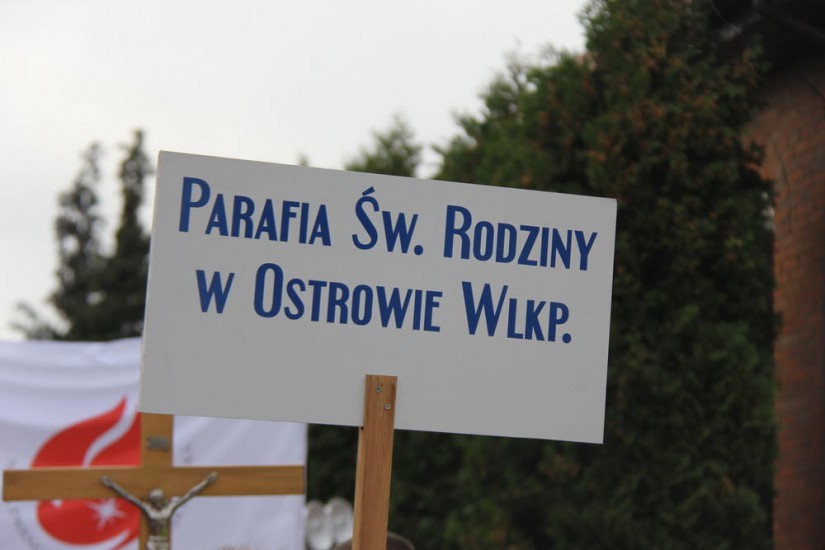 Parafia Św. Rodziny
w Ostrowie Wlkp.